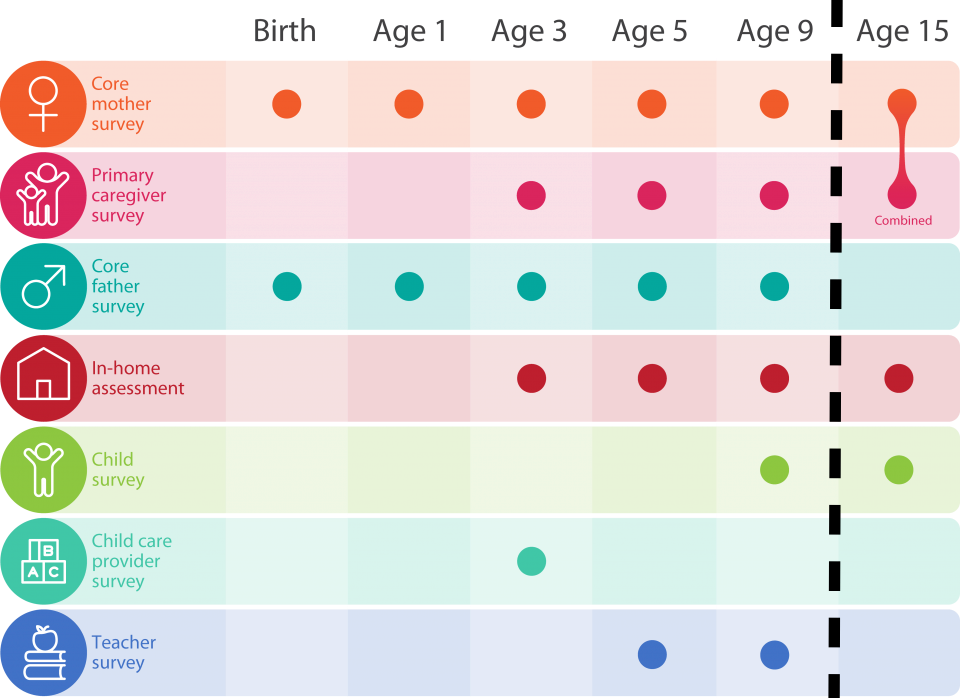 Birth Age 1 Age 3 Age 5 Age 9 Age 15
Core
mother
survey
Primary
caregiver
survey
Combined
Core
father
survey
In-home
assessment
Child
survey
B
A C
Child care
provider
survey
Teacher
survey